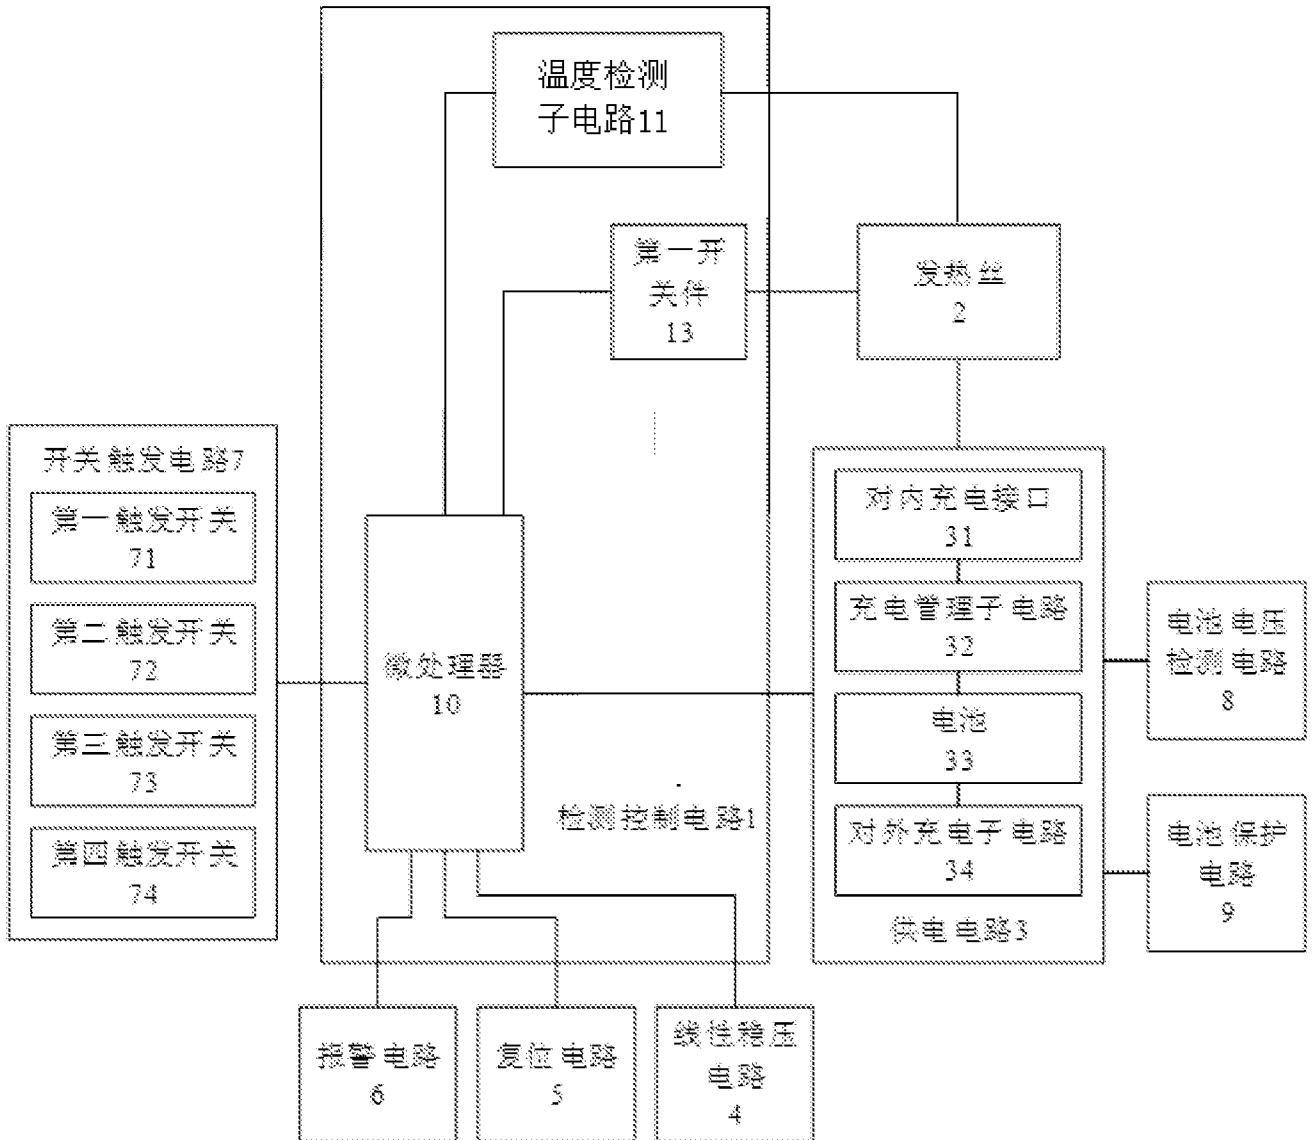 温度检测
子电路11
第一开
关件
13
发热丝
2
开关触发电路7
第一触发开关
71
第二触发开关
72
第三触发开关
73
第四触发开关
74
微处理器
10
检测控制电路1
对内充电接口
31
充电管理子电路
32
电池
33
对外充电子电路
34
供电电路3
电池电压
检测电路
8
电池保护
电路
9
报警电路
6
复位电路
5
线性稳压
电路
4